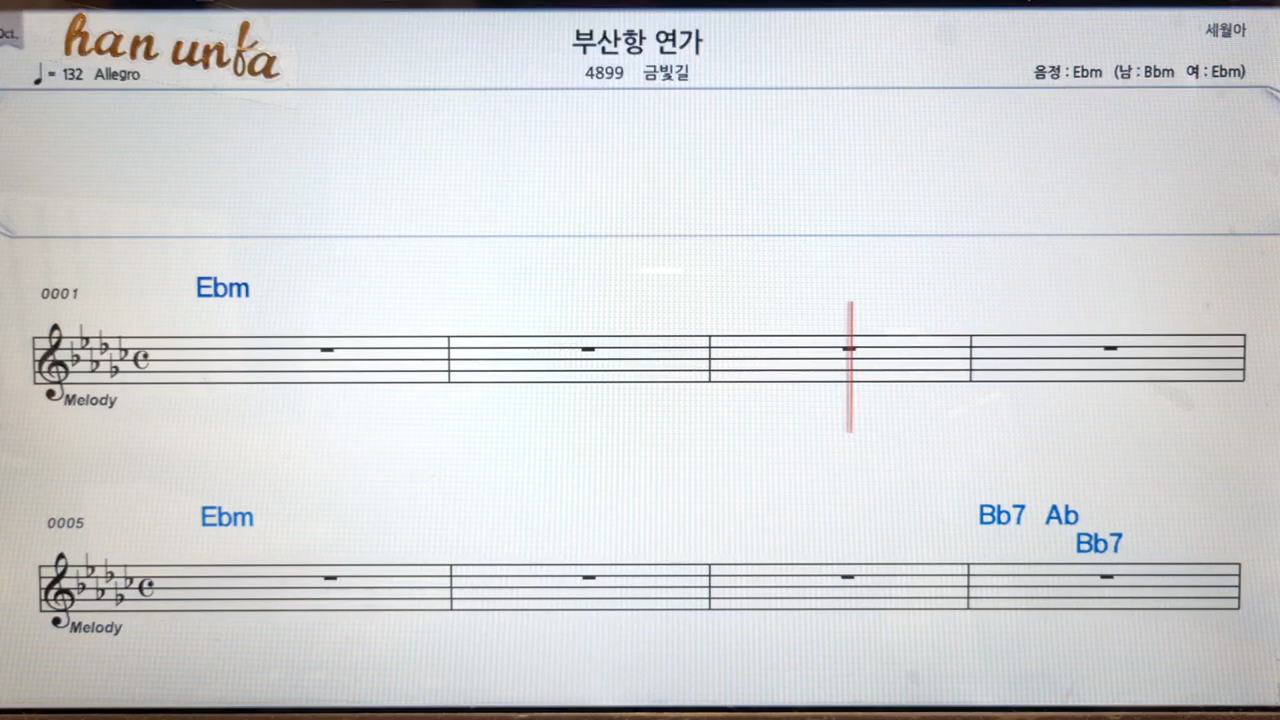 Oct.
han unfa
부산항 연가
세월아
♩= 132 Allegro
4899 금빛길
음정 : Ebm (남 : Bbm 여 : Ebm)
0001
Ebm
Melody
0005
Ebm
Bb7 Ab
Bb7
Melody